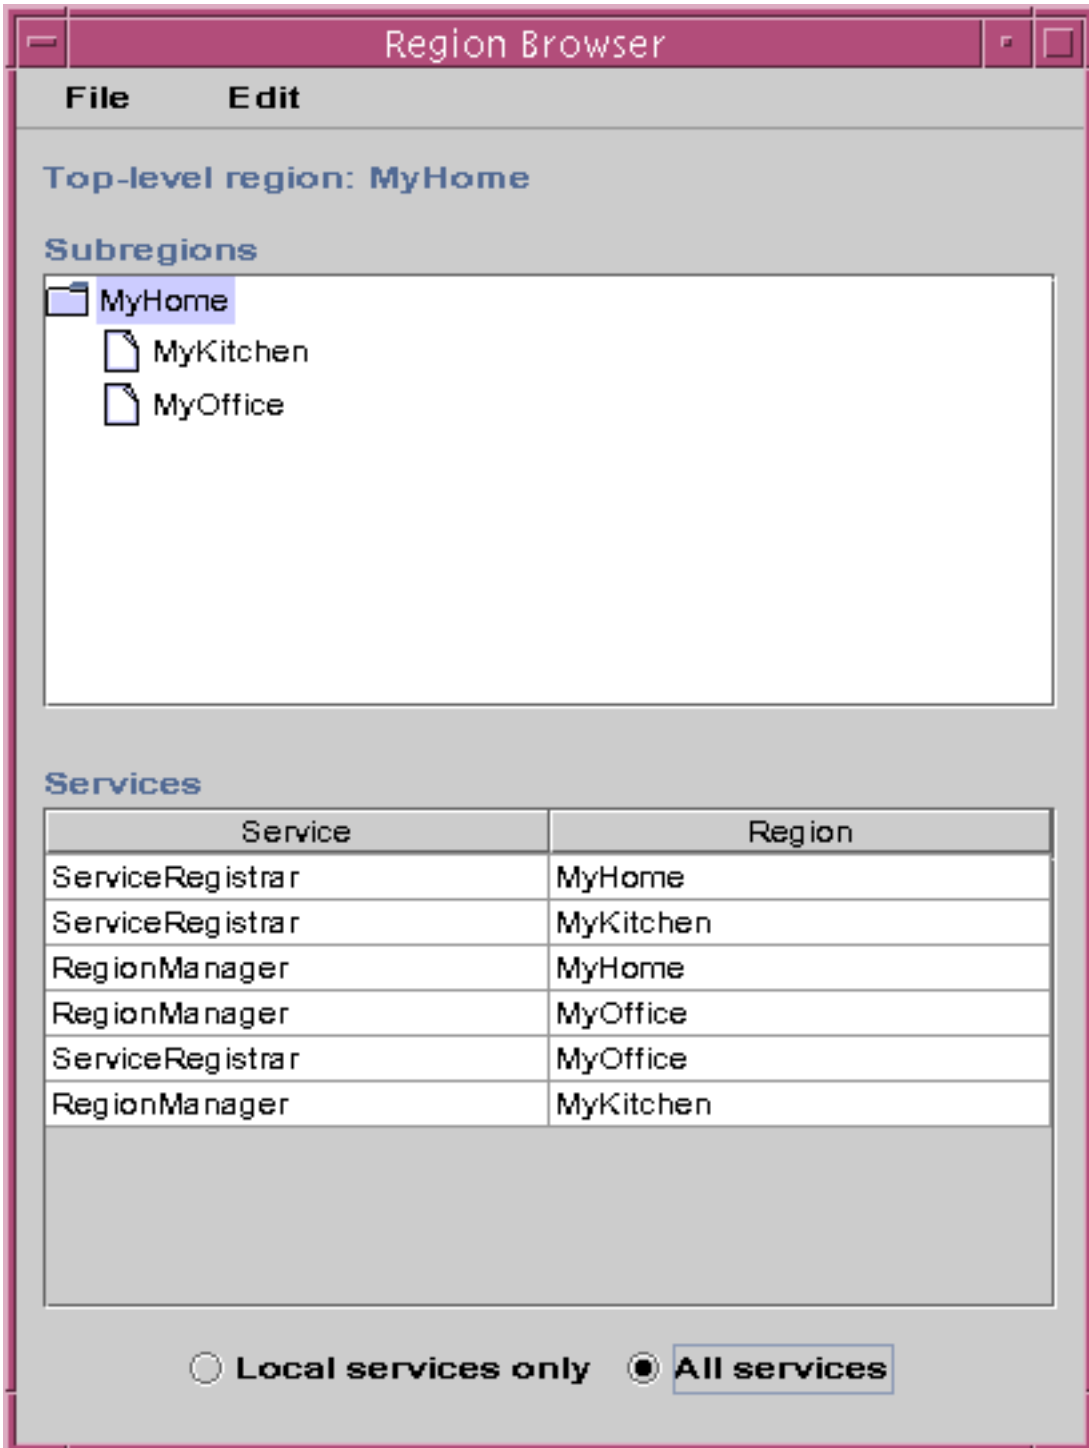 Region Browser
File Edit
Top-level region: MyHome
Subregions
MyHome
MyKitchen
MyOffice
Services
Service Region
ServiceRegistrar MyHome
ServiceRegistrar MyKitchen
RegionManager MyHome
RegionManager MyOffice
ServiceRegistrar MyOffice
RegionManager MyKitchen
Local services only All services